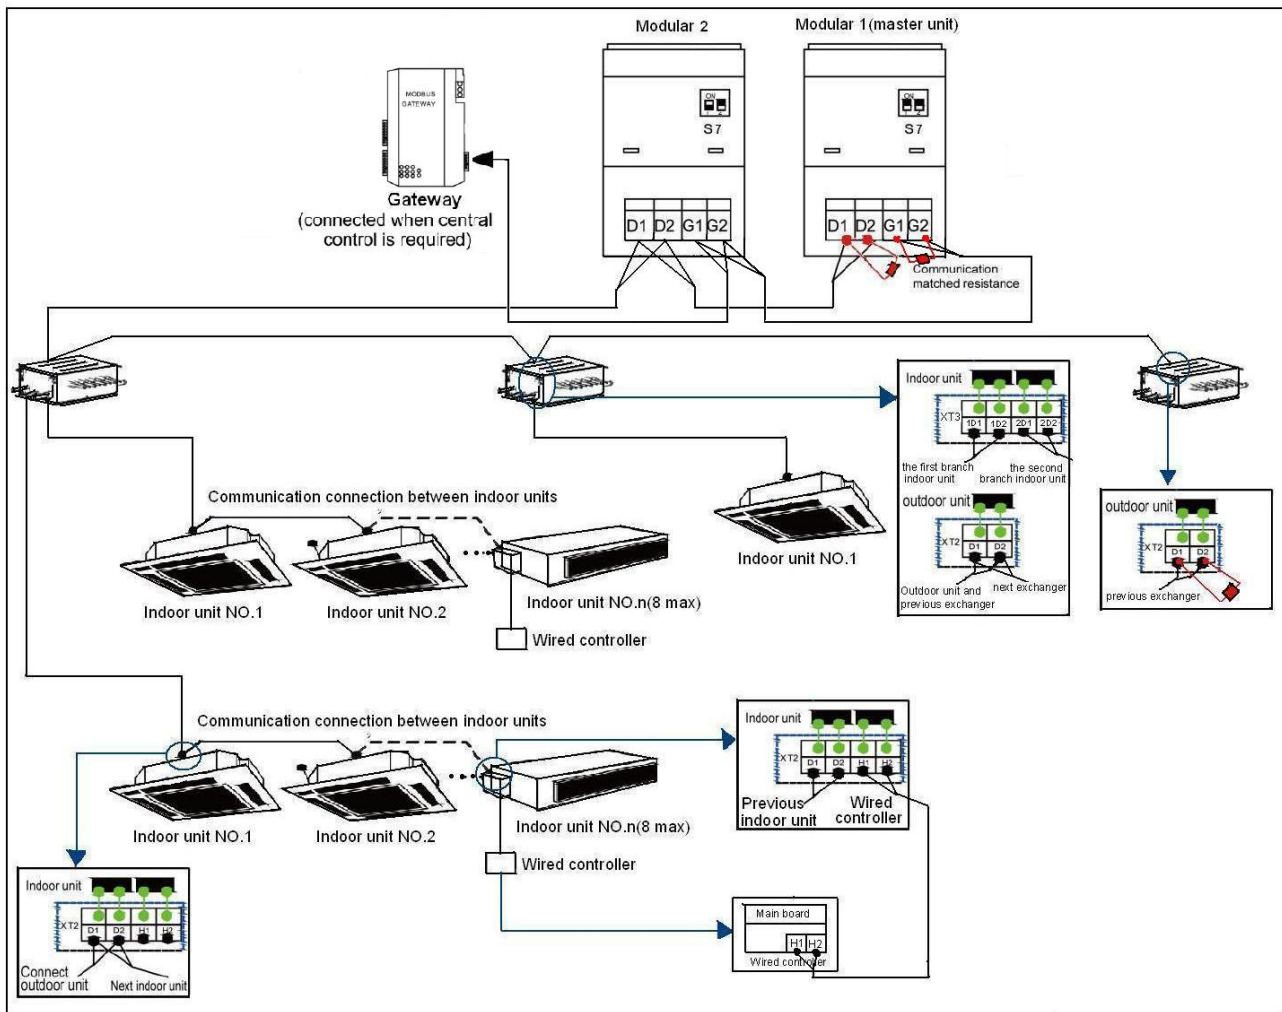 Modular 2
Modular 1(master unit)
MODBUS
GATEWAY
ON
1 2
S7
ON
1 2
S7
Gateway
(connected when central
control is required)
D1 D2 G1 G2
D1 D2 G1 G2
Communication
matched resistance
Indoor unit
XT3
1D1 1D2 2D1 2D2
the first branch
indoor unit
the second
branch indoor unit
outdoor unit
XT2
D1 D2
Outdoor unit and
previous exchanger
next exchanger
outdoor unit
XT2
D1 D2
previous exchanger
Communication connection between indoor units
Indoor unit NO.1
Indoor unit NO.2
Indoor unit NO.n(8 max)
Indoor unit NO.1
Wired controller
Communication connection between indoor units
Indoor unit NO.1
Indoor unit NO.2
Indoor unit NO.n(8 max)
Wired controller
Indoor unit
XT2
D1 D2 H1 H2
Previous
indoor unit
Wired
controller
Indoor unit
XT2
D1 D2 H1 H2
Connect
outdoor unit
Next indoor unit
Main board
H1 H2
Wired controller